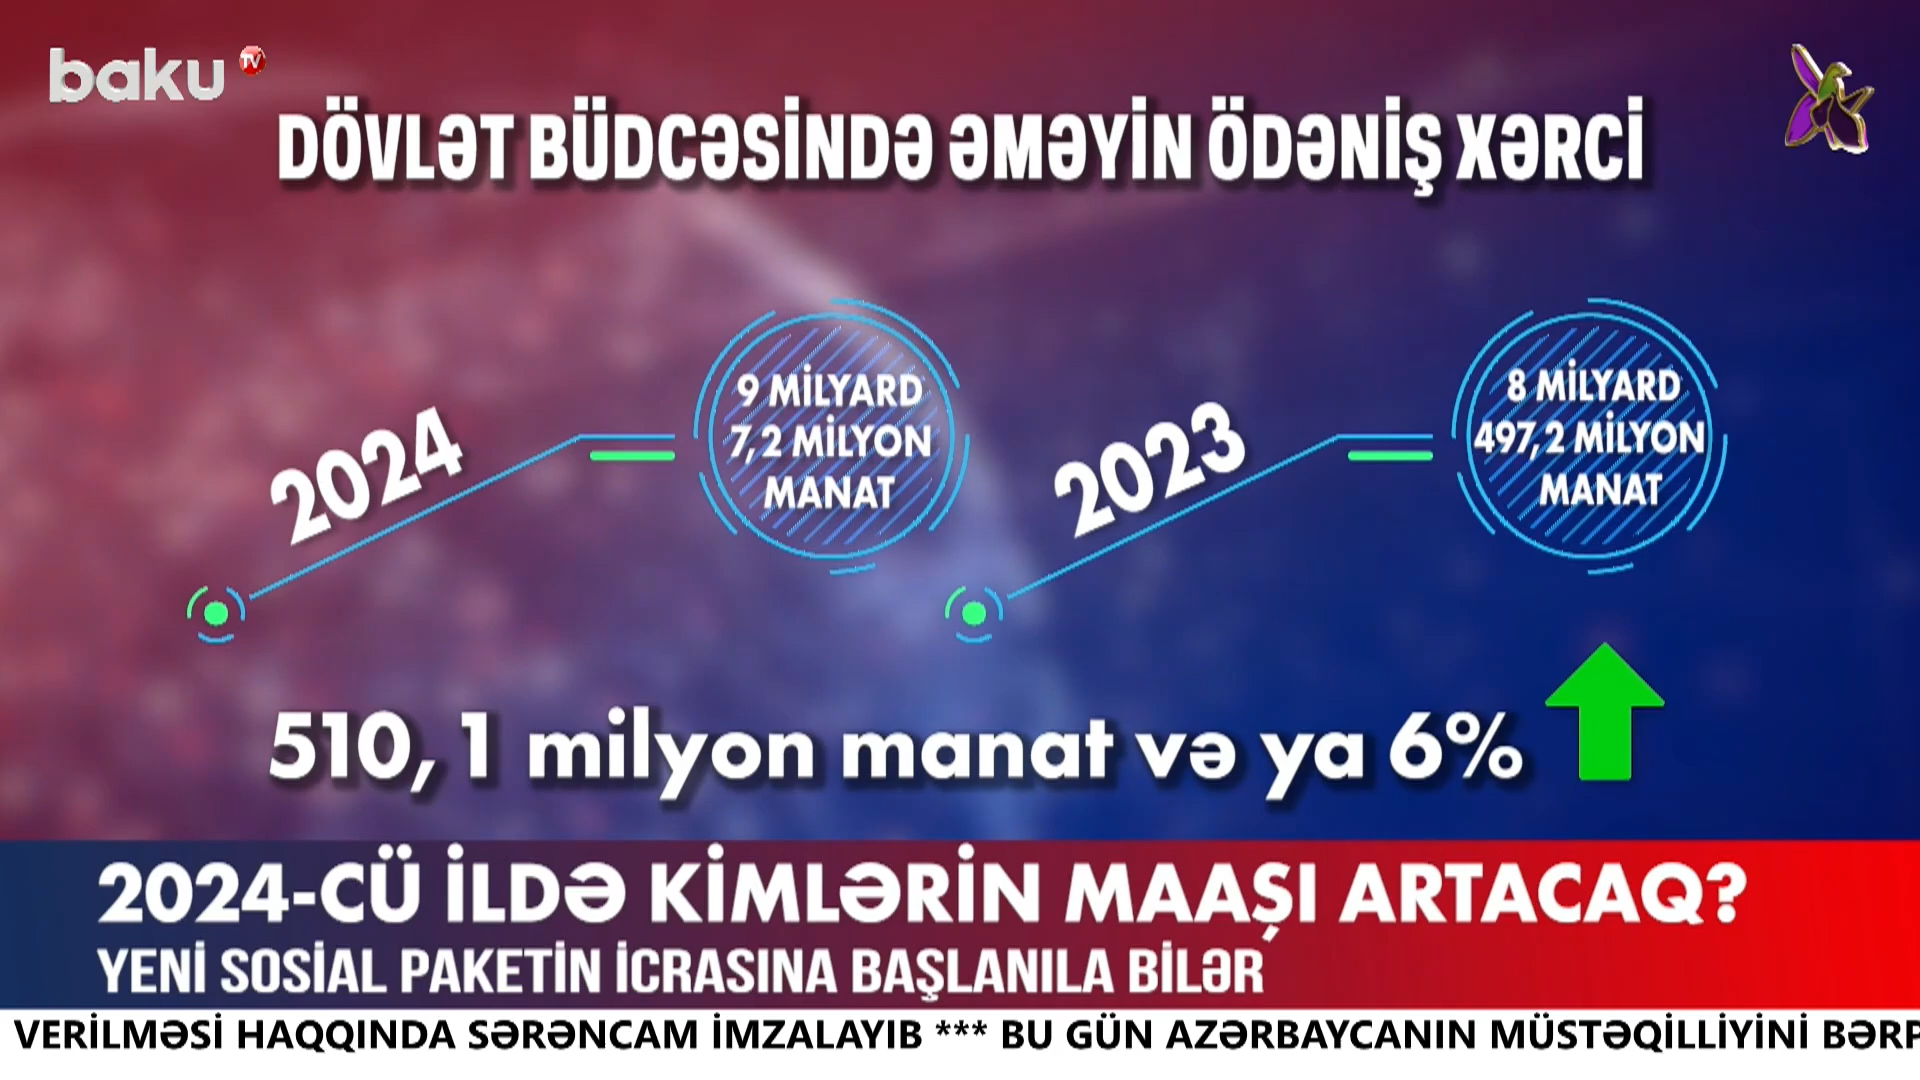 baku TV
DÖVLƏT BÜDCƏSİNDƏ ƏMƏYİN ÖDƏNİŞ XƏRCİ
2024
9 MİLYARD
7,2 MİLYON
MANAT
2023
8 MİLYARD
497,2 MİLYON
MANAT
510, 1 milyon manat və ya 6%
2024-CÜ İLDƏ KİMLƏRİN MAAŞI ARTACAQ?
YENİ SOSİAL PAKETİN İCRASINA BAŞLANILA BİLƏR
VERİLMƏSİ HAQQINDA SƏRƏNCAM İMZALAYIB *** BU GÜN AZƏRBAYCANIN MÜSTƏQİLLİYİNİ BƏRP